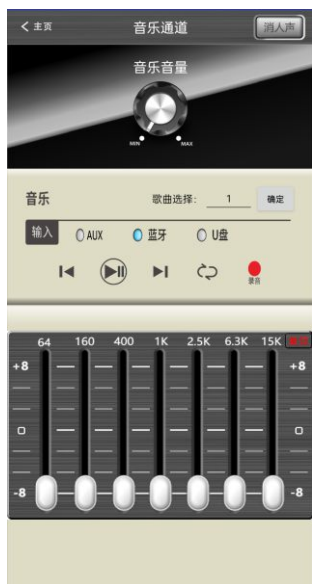 主页 音乐通道 消人声
音乐音量
MIN MAX
音乐 歌曲选择: 1 确定
输入 AUX 蓝牙 U盘
录音
64 160 400 1K 2.5K 6.3K 15K
+8 +8
0 0
-8 -8